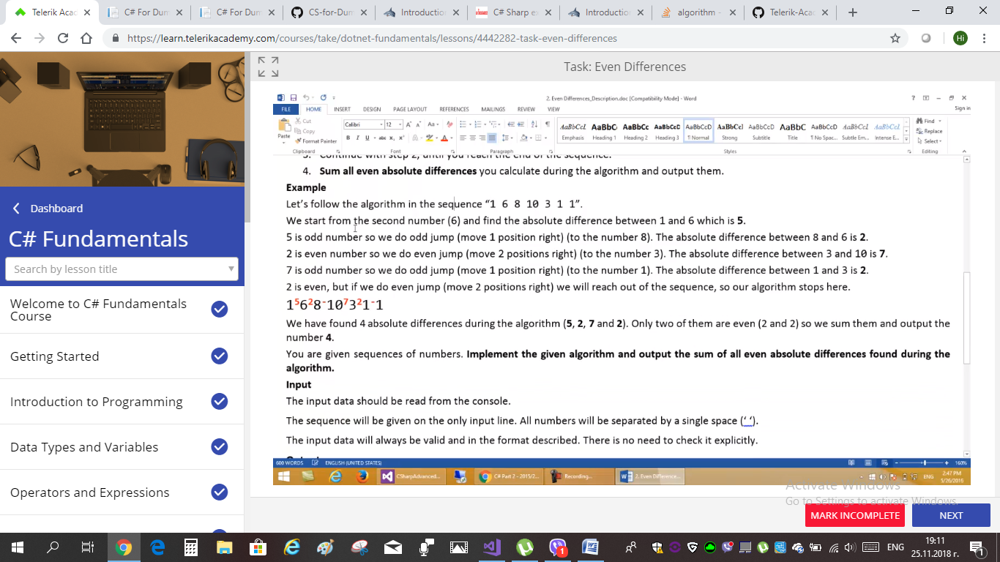 Telerik Aca
C# For Dum
C# For Dum
CS-for-Dum
Introduction
C# Sharp ex
Introduction
algorithm -
Telerik-Acad
https://learn.telerikacademy.com/courses/take/dotnet-fundamentals/lessons/4442282-task-even-differences
Hi
Task: Even Differences
Dashboard
C# Fundamentals
Search by lesson title
Welcome to C# Fundamentals
Course
Getting Started
Introduction to Programming
Data Types and Variables
Operators and Expressions
2. Even Differences_Description.doc [Compatibility Mode] - Word
Sign in
FILE HOME INSERT DESIGN PAGE LAYOUT REFERENCES MAILINGS REVIEW VIEW
Paste
Cut
Copy
Format Painter
Calibri 12
AaBbCcL AaBbC AaBbCc AaBbCcD AaBbCcD AaBbCcl AaBbCcD AaBbC AaBbCcD AaBbCcL AaBbCcL
Emphasis Heading 1 Heading 2 Heading 3 ¶ Normal Strong Subtitle Title ¶ No Spac... Subtle Em... Intense E...
Find
Replace
Select
Clipboard Font Paragraph Styles Editing
3. Continue with step 2, until you reach the end of the sequence.
4. Sum all even absolute differences you calculate during the algorithm and output them.
Example
Let's follow the algorithm in the sequence “1 6 8 10 3 1 1”.
We start from the second number (6) and find the absolute difference between 1 and 6 which is 5.
5 is odd number so we do odd jump (move 1 position right) (to the number 8). The absolute difference between 8 and 6 is 2.
2 is even number so we do even jump (move 2 positions right) (to the number 3). The absolute difference between 3 and 10 is 7.
7 is odd number so we do odd jump (move 1 position right) (to the number 1). The absolute difference between 1 and 3 is 2.
2 is even, but if we do even jump (move 2 positions right) we will reach out of the sequence, so our algorithm stops here.
1⁵6²8⁻10⁷3²1⁻1
We have found 4 absolute differences during the algorithm (5, 2, 7 and 2). Only two of them are even (2 and 2) so we sum them and output the
number 4.
You are given sequences of numbers. Implement the given algorithm and output the sum of all even absolute differences found during the
algorithm.
Input
The input data should be read from the console.
The sequence will be given on the only input line. All numbers will be separated by a single space (‘ ‘).
The input data will always be valid and in the format described. There is no need to check it explicitly.
600 WORDS ENGLISH (UNITED STATES) 160%
CSharpAdvanced...
C# Part 2 - 2015/2...
Recording...
2. Even Difference...
ENG
2:47 PM
5/26/2016
Activate Windows
Go to Settings to activate Windows.
MARK INCOMPLETE
NEXT
ENG
19:11
25.11.2018 г.
1
1